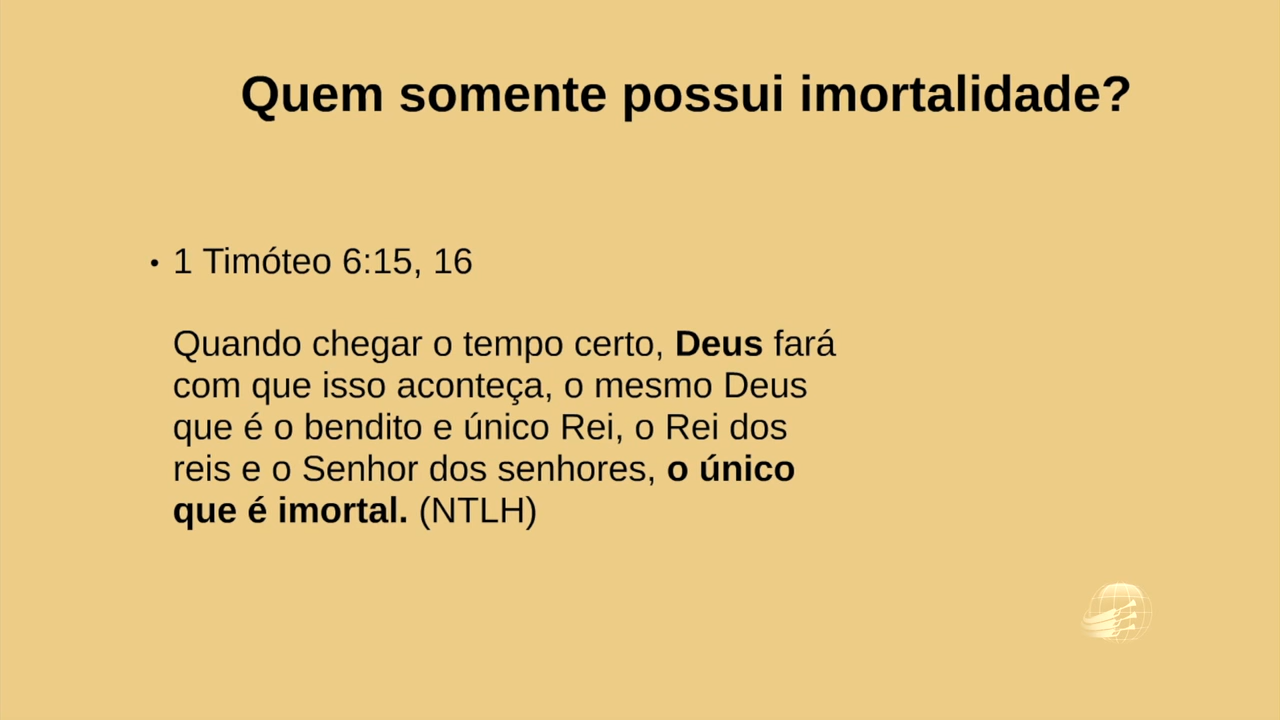 Quem somente possui imortalidade?
• 1 Timóteo 6:15, 16
Quando chegar o tempo certo, Deus fará
com que isso aconteça, o mesmo Deus
que é o bendito e único Rei, o Rei dos
reis e o Senhor dos senhores, o único
que é imortal. (NTLH)